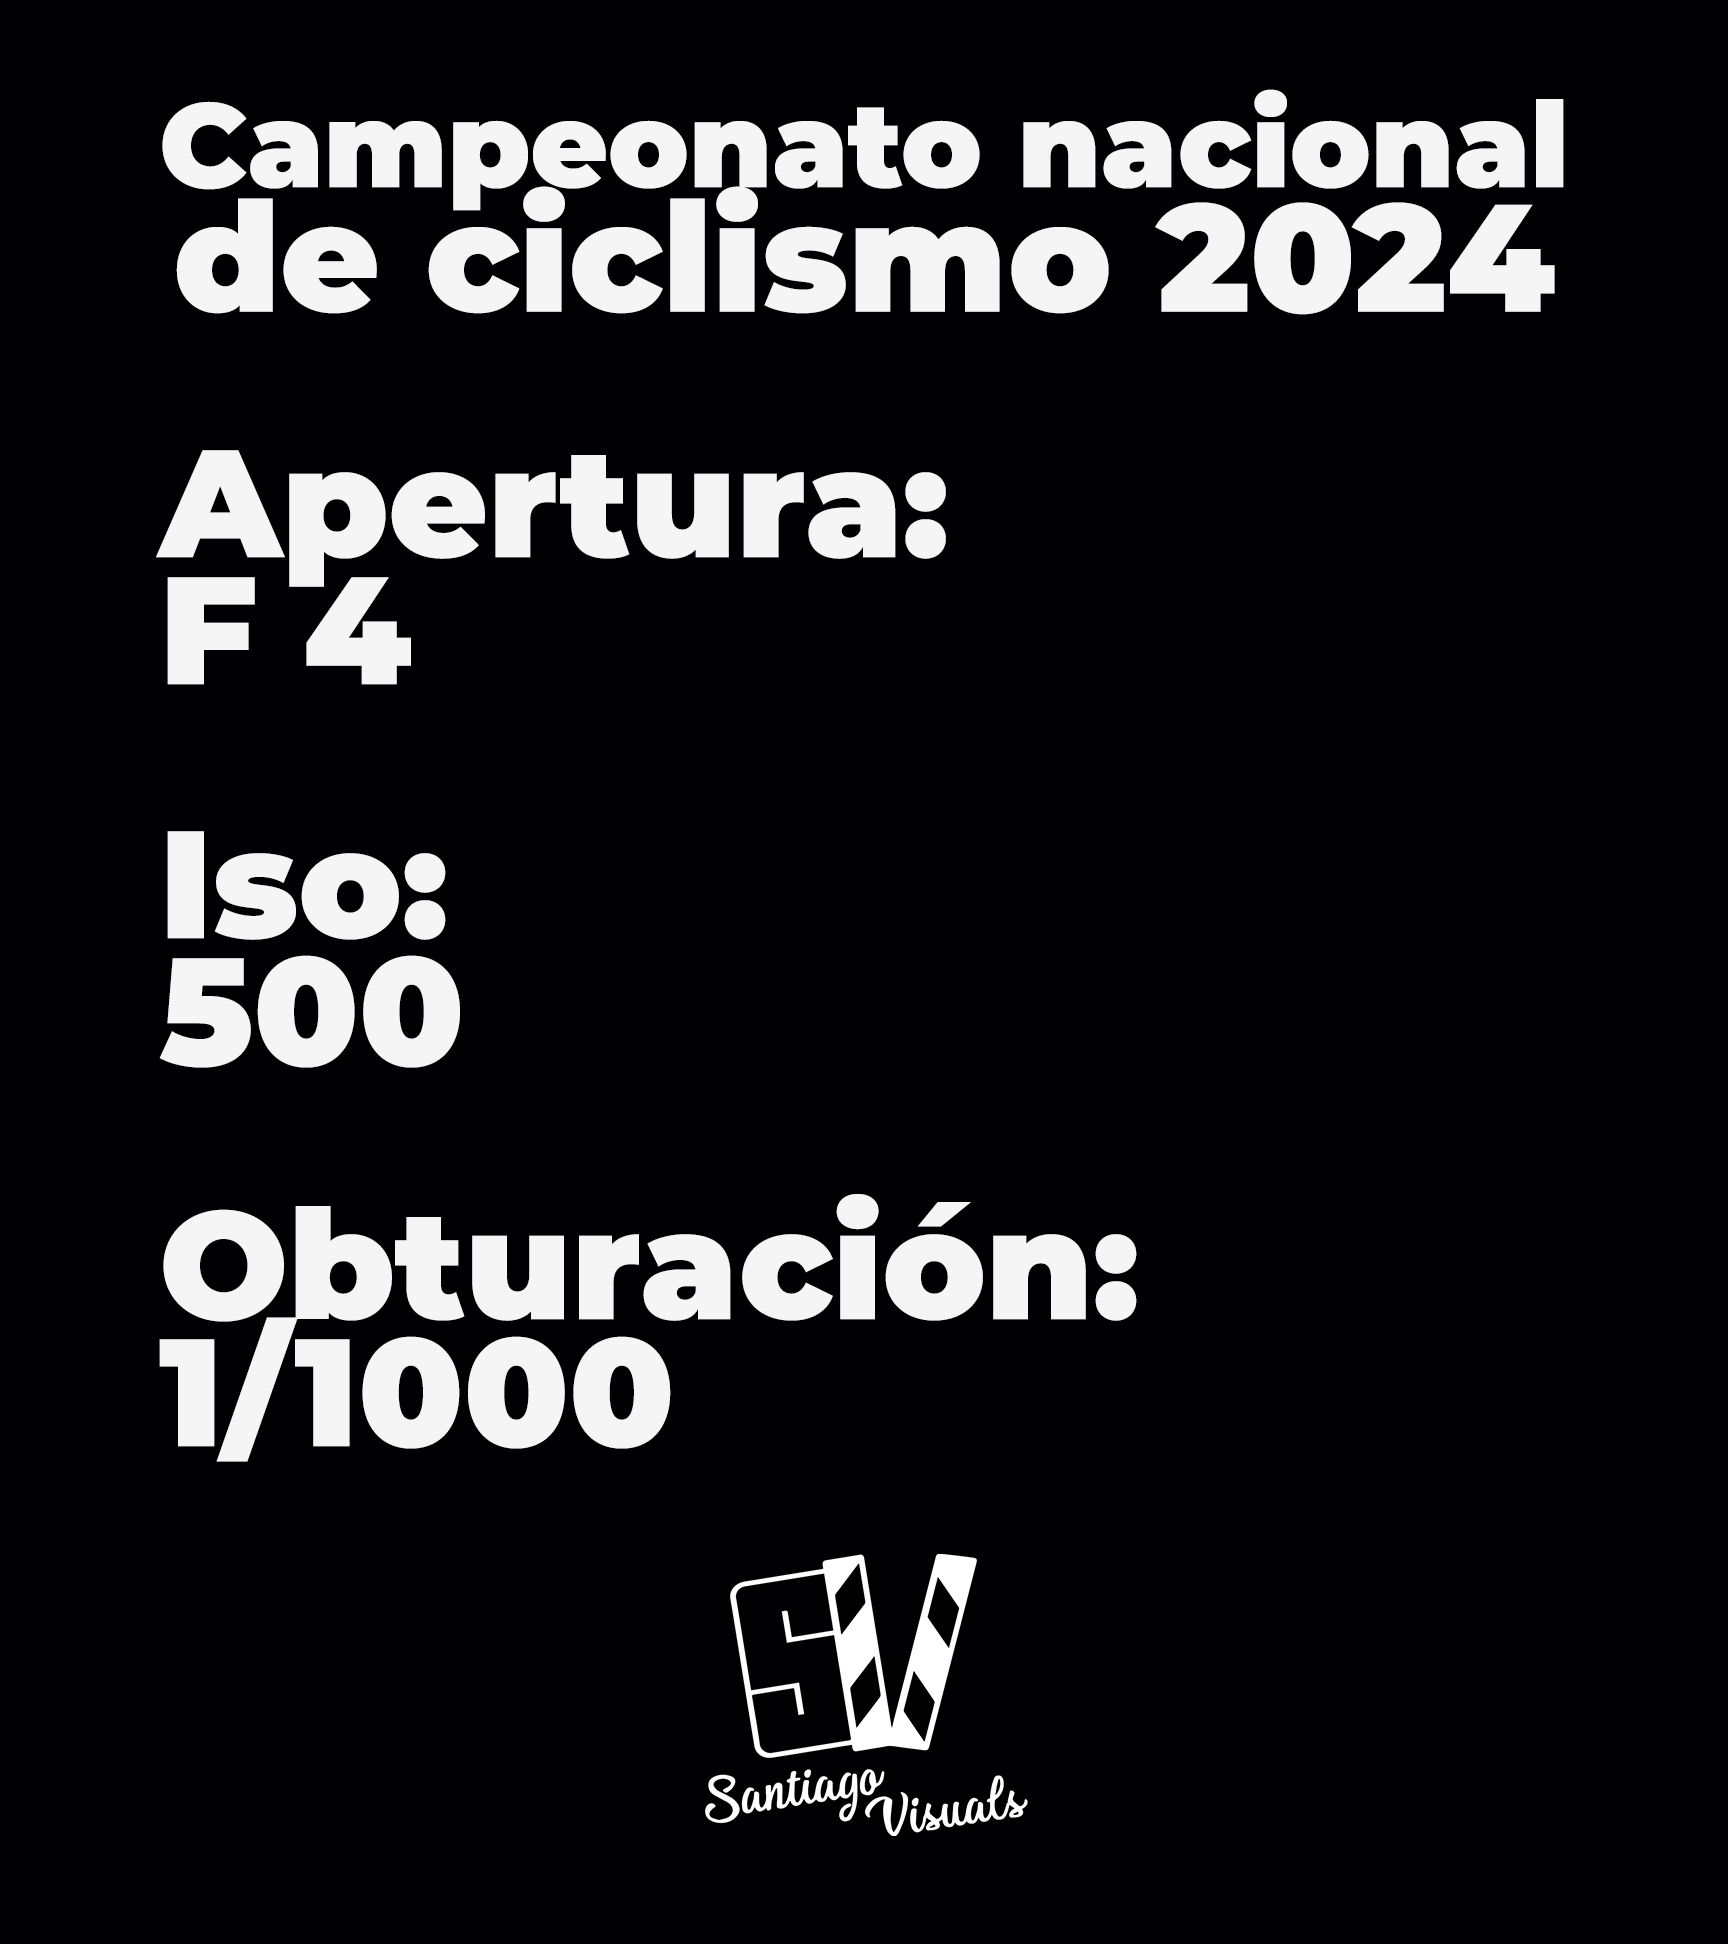 Campeonato nacional
de ciclismo 2024
Apertura:
F 4
Iso:
500
Obturación:
1/1000
SV
Santiago Visuals